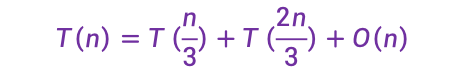 T(n) = T(n/3) + T(2n/3) + O(n)